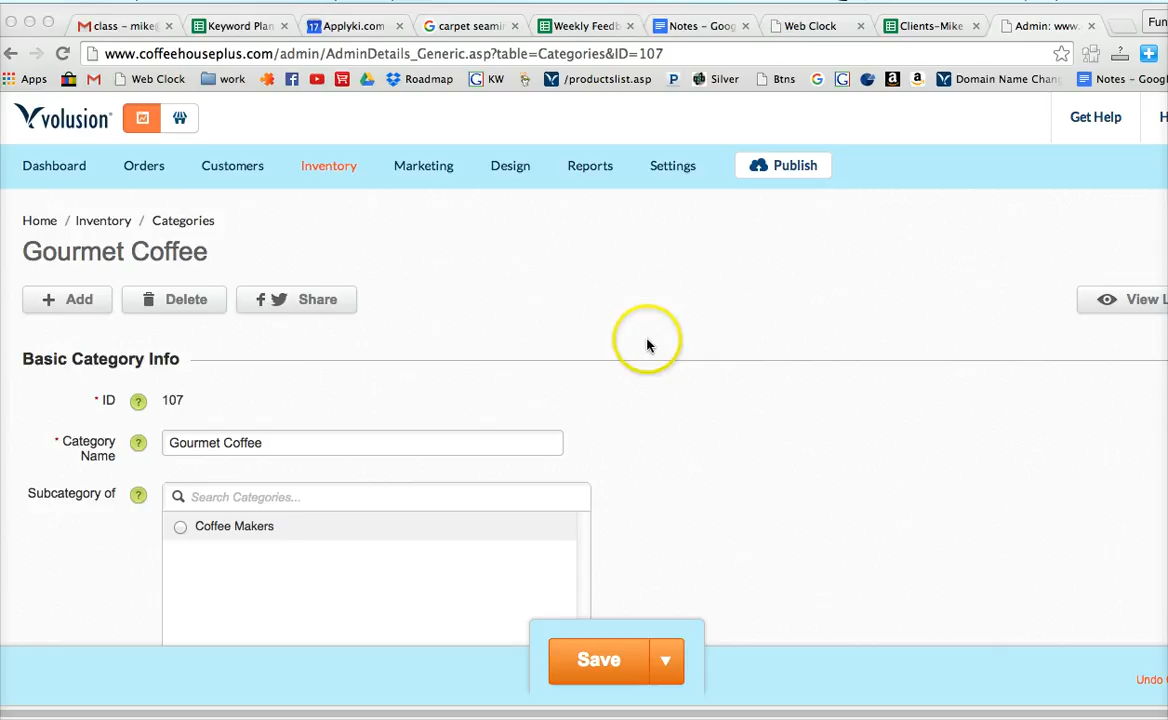 class – mike@
Keyword Plan
17 Applyki.com
carpet seami
Weekly Feedb
Notes – Goog
Web Clock
Clients-Mike
Admin: www.
Fun
www.coffeehouseplus.com/admin/AdminDetails_Generic.asp?table=Categories&ID=107
Apps
Web Clock
work
Roadmap
KW
/productslist.asp
Silver
Btns
Domain Name Chan
Notes – Googl
volusion
Get Help
H
Dashboard
Orders
Customers
Inventory
Marketing
Design
Reports
Settings
Publish
Home / Inventory / Categories
Gourmet Coffee
+ Add
Delete
Share
View L
Basic Category Info
* ID ? 107
* Category Name ? Gourmet Coffee
Subcategory of ? Search Categories...
Coffee Makers
Save
Undo